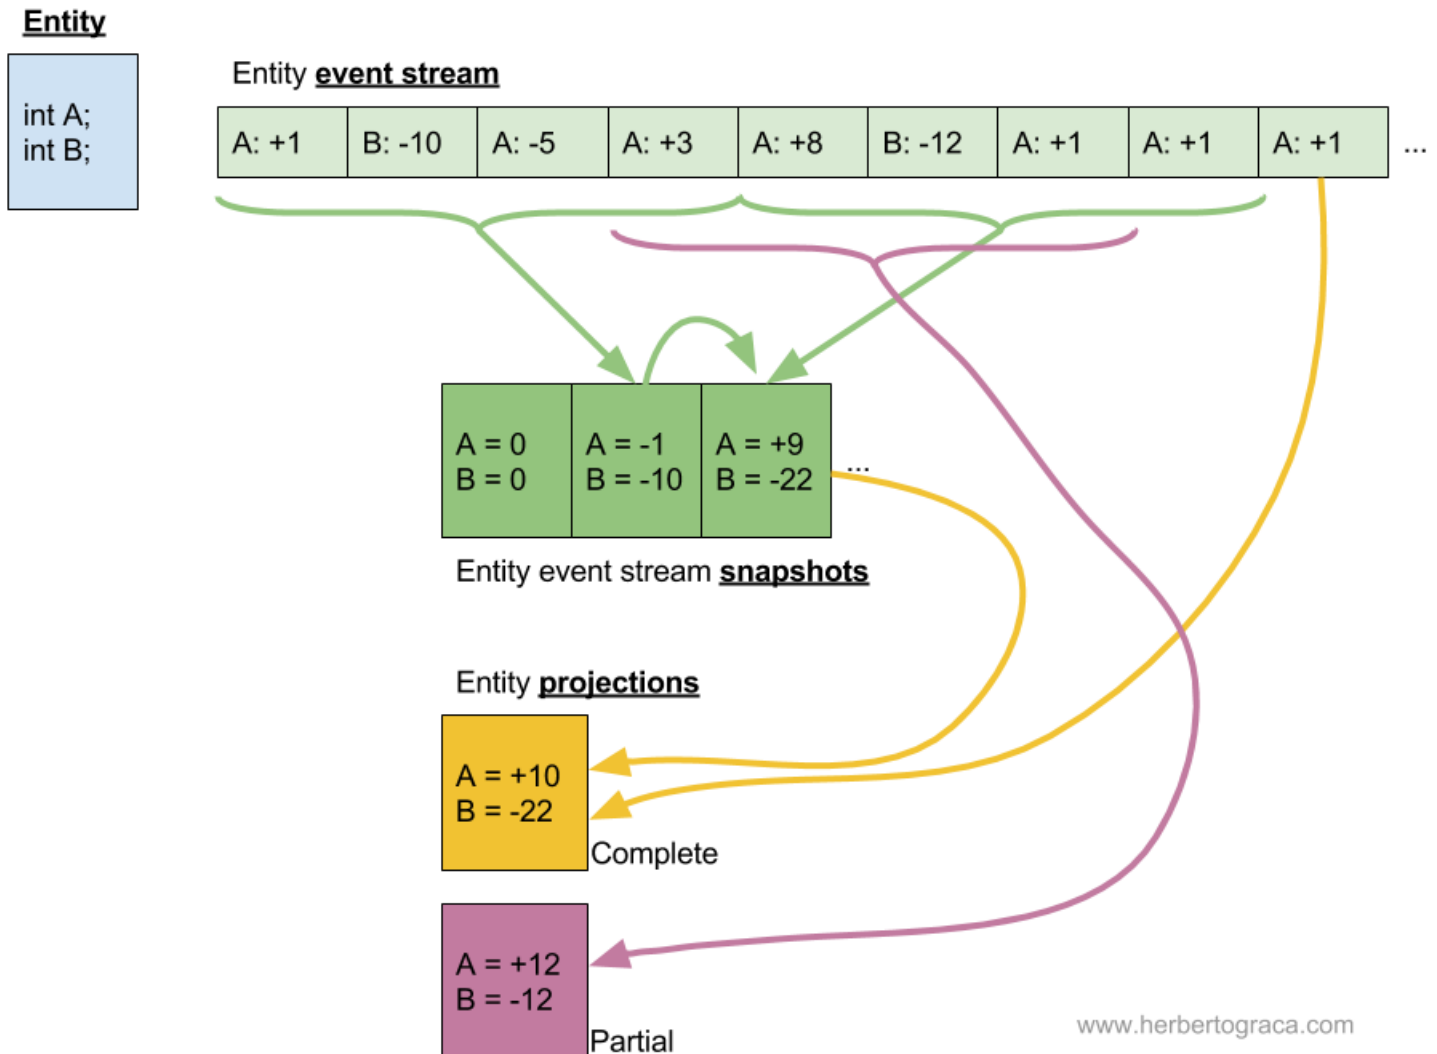 Entity
int A;
int B;
Entity event stream
A: +1
B: -10
A: -5
A: +3
A: +8
B: -12
A: +1
A: +1
A: +1
...
A = 0
B = 0
A = -1
B = -10
A = +9
B = -22
...
Entity event stream snapshots
Entity projections
A = +10
B = -22
Complete
A = +12
B = -12
Partial
www.herbertograca.com